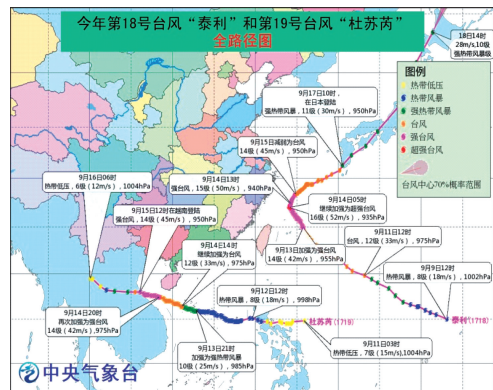 今年第18号台风“泰利”和第19号台风“杜苏芮”
全路径图
18日14时
28m/s,10级
强热带风暴级
图例
热带低压
热带风暴
强热带风暴
台风
强台风
超强台风
台风中心70%概率范围
9月17日10时，
在日本登陆
强热带风暴，11级（30m/s），950hPa
9月15日减弱为台风
14级（45m/s），950hPa
9月14日13时
强台风，15级（50m/s），940hPa
9月16日06时
热带低压，6级（12m/s），1004hPa
9月15日12时在越南登陆
强台风，14级（45m/s），950hPa
9月14日05时
继续加强为超强台风
16级（52m/s），935hPa
9月14日14时
继续加强为台风
12级（33m/s），975hPa
9月13日加强为强台风
14级（42m/s），955hPa
9月11日12时
台风，12级（33m/s），975hPa
9月9日12时
热带风暴，8级（18m/s），1002hPa
9月12日12时
热带风暴，8级（18m/s），998hPa
9月14日20时
再次加强为强台风
14级（42m/s）,975hPa
9月13日21时
加强为强热带风暴
10级（25m/s），985hPa
杜苏芮(1719)
泰利(1718)
9月11日03时
热带低压，7级（15m/s),1004hPa
中央气象台